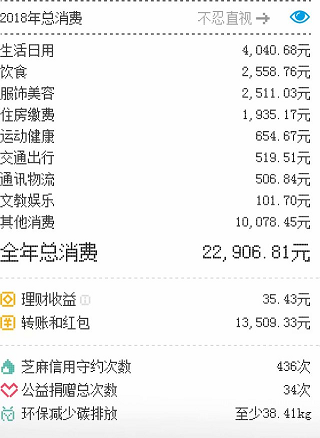 2018年总消费 不忍直视
生活日用 4,040.68元
饮食 2,558.76元
服饰美容 2,511.03元
住房缴费 1,935.17元
运动健康 654.67元
交通出行 519.51元
通讯物流 506.84元
文教娱乐 101.70元
其他消费 10,078.45元
全年总消费 22,906.81元
理财收益 35.43元
转账和红包 13,509.33元
芝麻信用守约次数 436次
公益捐赠总次数 34次
环保减少碳排放 至少38.41kg